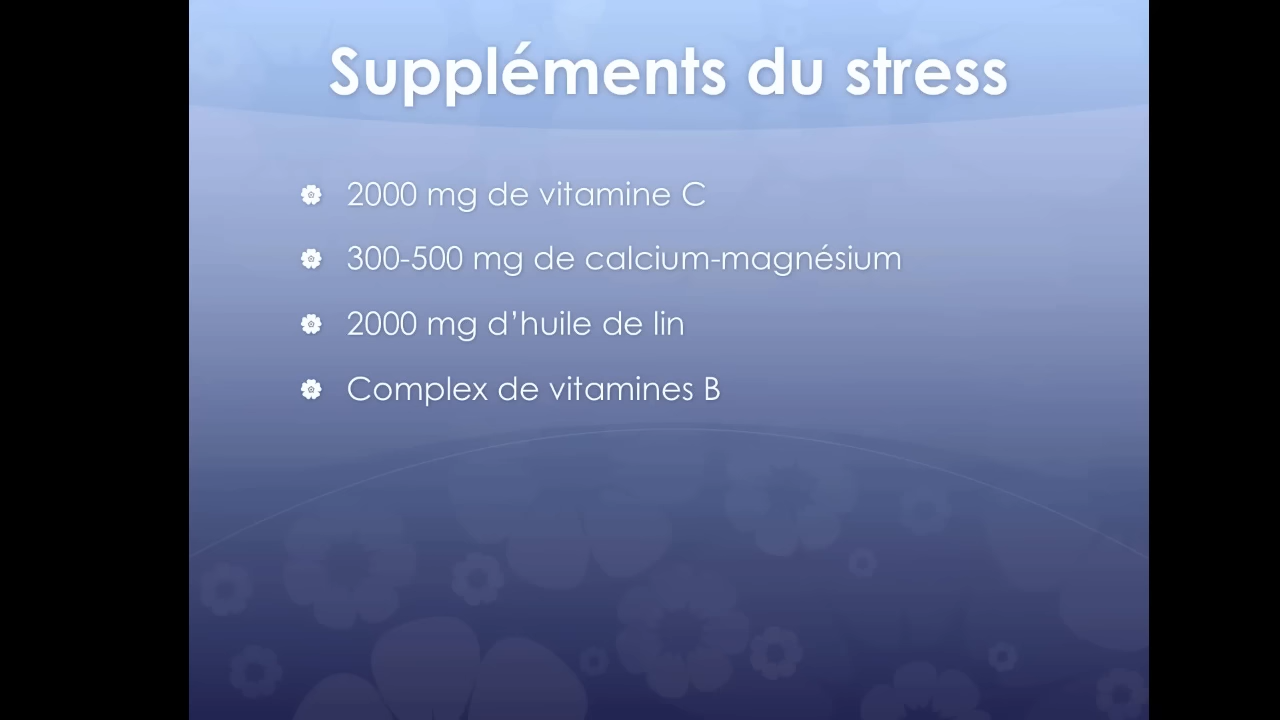 Suppléments du stress
2000 mg de vitamine C
300-500 mg de calcium-magnésium
2000 mg d’huile de lin
Complex de vitamines B